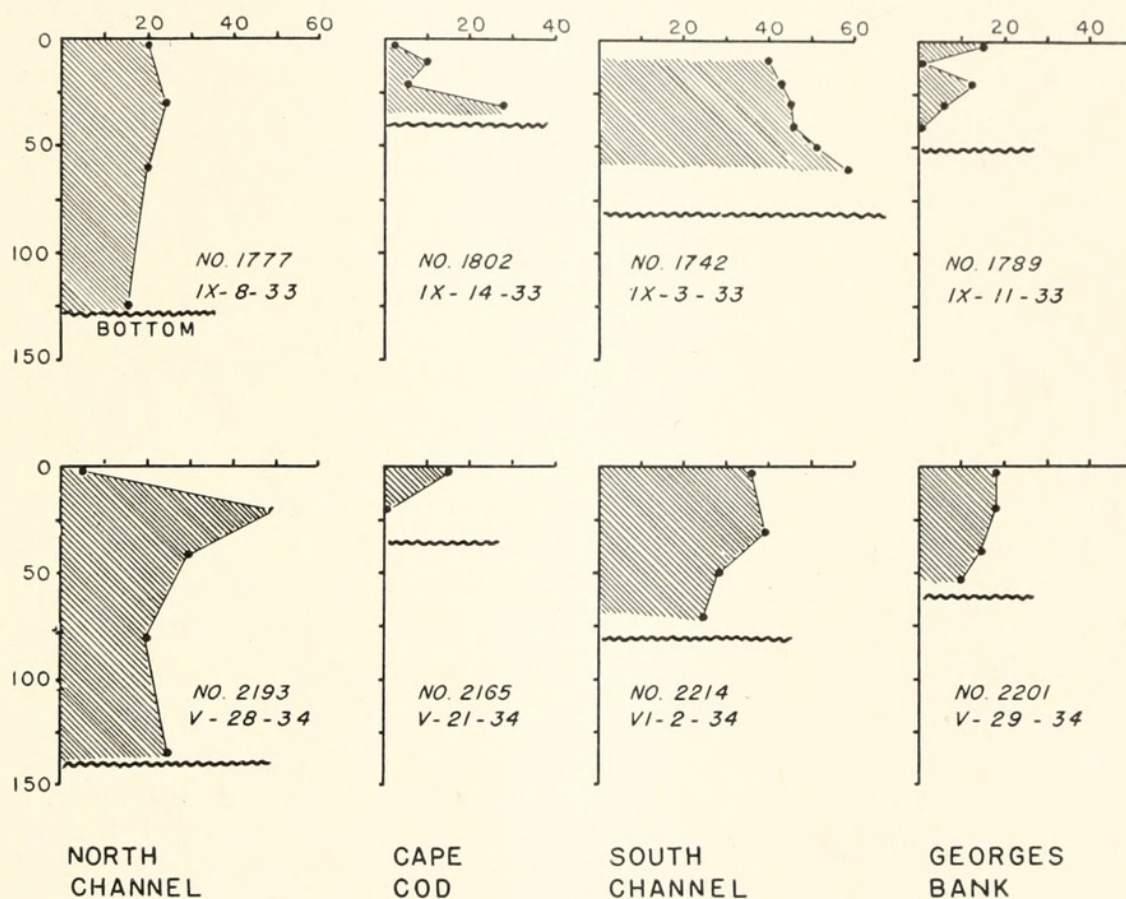 20 40 60
20 40
20 40 60
20 40
0
50
100
150
NO. 1777
IX-8-33
BOTTOM
NO. 1802
IX-14-33
NO. 1742
IX-3-33
NO. 1789
IX-11-33
0
50
100
150
NO. 2193
V-28-34
NO. 2165
V-21-34
NO. 2214
VI-2-34
NO. 2201
V-29-34
NORTH
CHANNEL
CAPE
COD
SOUTH
CHANNEL
GEORGES
BANK